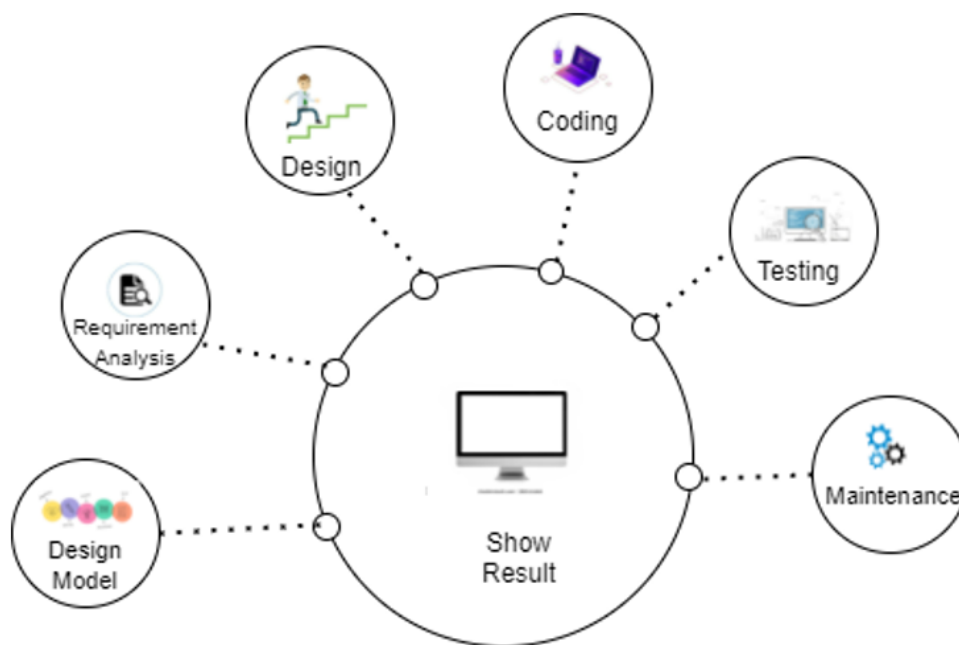 Coding
Design
Testing
Requirement
Analysis
Maintenance
Design
Model
Show
Result